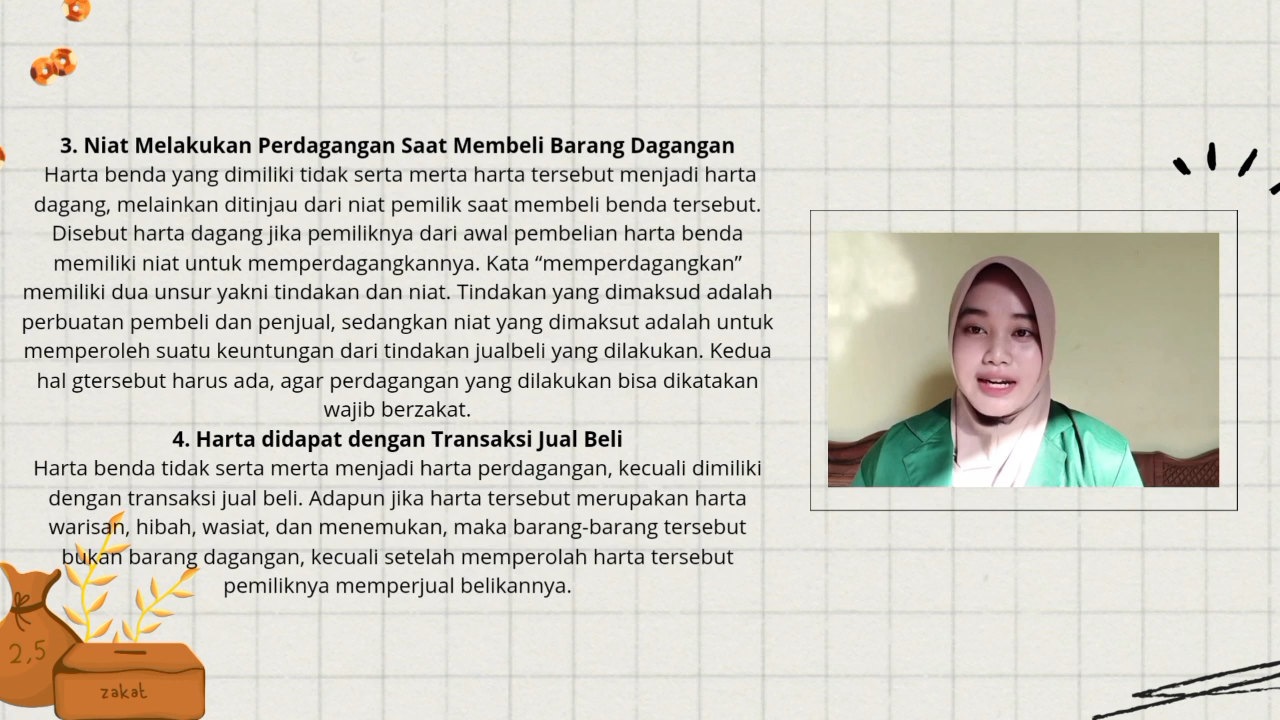 3. Niat Melakukan Perdagangan Saat Membeli Barang Dagangan
Harta benda yang dimiliki tidak serta merta harta tersebut menjadi harta
dagang, melainkan ditinjau dari niat pemilik saat membeli benda tersebut.
Disebut harta dagang jika pemiliknya dari awal pembelian harta benda
memiliki niat untuk memperdagangkannya. Kata “memperdagangkan”
memiliki dua unsur yakni tindakan dan niat. Tindakan yang dimaksud adalah
perbuatan pembeli dan penjual, sedangkan niat yang dimaksut adalah untuk
memperoleh suatu keuntungan dari tindakan jualbeli yang dilakukan. Kedua
hal gtersebut harus ada, agar perdagangan yang dilakukan bisa dikatakan
wajib berzakat.
4. Harta didapat dengan Transaksi Jual Beli
Harta benda tidak serta merta menjadi harta perdagangan, kecuali dimiliki
dengan transaksi jual beli. Adapun jika harta tersebut merupakan harta
warisan, hibah, wasiat, dan menemukan, maka barang-barang tersebut
bukan barang dagangan, kecuali setelah memperolah harta tersebut
pemiliknya memperjual belikannya.
2,5
zakat